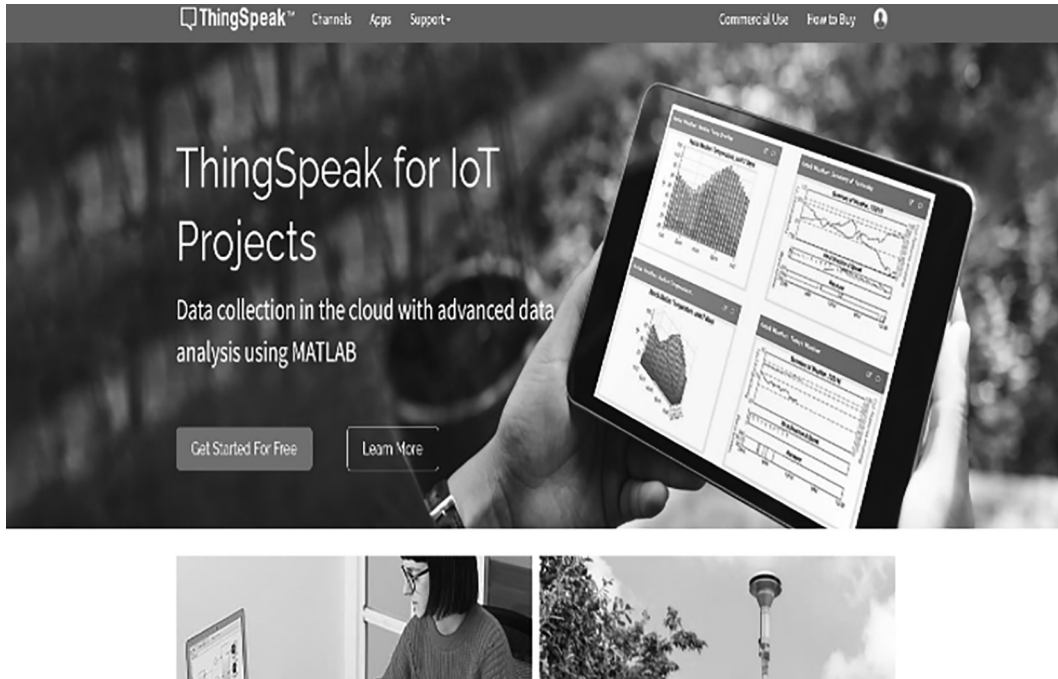 ThingSpeak™ Channels Apps Support Commercial Use How to Buy
ThingSpeak for IoT
Projects
Data collection in the cloud with advanced data
analysis using MATLAB
Get Started For Free Learn More